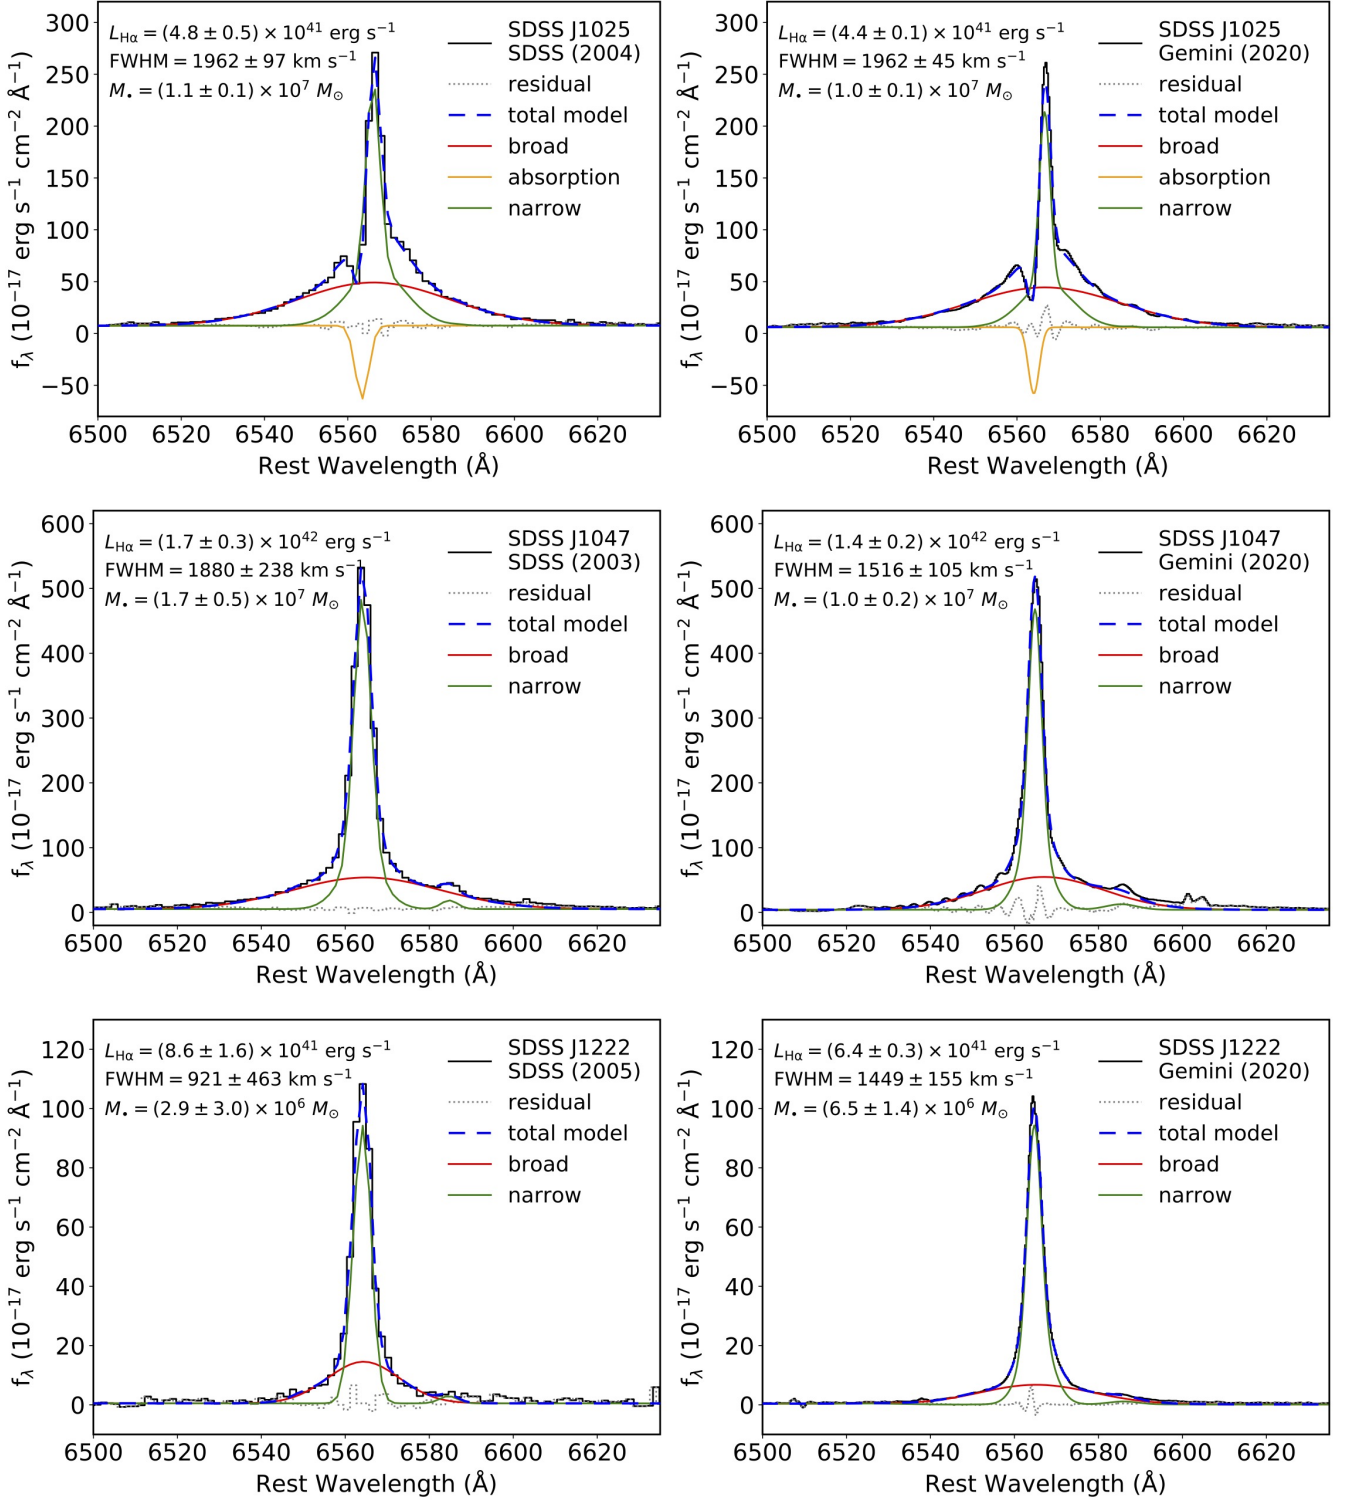 L_Hα = (4.8 ± 0.5) × 10^41 erg s^−1
FWHM = 1962 ± 97 km s^−1
M_• = (1.1 ± 0.1) × 10^7 M_⊙
SDSS J1025
SDSS (2004)
residual
total model
broad
absorption
narrow
300
250
200
150
100
50
0
−50
f_λ (10^−17 erg s^−1 cm^−2 Å^−1)
6500 6520 6540 6560 6580 6600 6620
Rest Wavelength (Å)
L_Hα = (4.4 ± 0.1) × 10^41 erg s^−1
FWHM = 1962 ± 45 km s^−1
M_• = (1.0 ± 0.1) × 10^7 M_⊙
SDSS J1025
Gemini (2020)
residual
total model
broad
absorption
narrow
300
250
200
150
100
50
0
−50
f_λ (10^−17 erg s^−1 cm^−2 Å^−1)
6500 6520 6540 6560 6580 6600 6620
Rest Wavelength (Å)
L_Hα = (1.7 ± 0.3) × 10^42 erg s^−1
FWHM = 1880 ± 238 km s^−1
M_• = (1.7 ± 0.5) × 10^7 M_⊙
SDSS J1047
SDSS (2003)
residual
total model
broad
narrow
600
500
400
300
200
100
0
f_λ (10^−17 erg s^−1 cm^−2 Å^−1)
6500 6520 6540 6560 6580 6600 6620
Rest Wavelength (Å)
L_Hα = (1.4 ± 0.2) × 10^42 erg s^−1
FWHM = 1516 ± 105 km s^−1
M_• = (1.0 ± 0.2) × 10^7 M_⊙
SDSS J1047
Gemini (2020)
residual
total model
broad
narrow
600
500
400
300
200
100
0
f_λ (10^−17 erg s^−1 cm^−2 Å^−1)
6500 6520 6540 6560 6580 6600 6620
Rest Wavelength (Å)
L_Hα = (8.6 ± 1.6) × 10^41 erg s^−1
FWHM = 921 ± 463 km s^−1
M_• = (2.9 ± 3.0) × 10^6 M_⊙
SDSS J1222
SDSS (2005)
residual
total model
broad
narrow
120
100
80
60
40
20
0
f_λ (10^−17 erg s^−1 cm^−2 Å^−1)
6500 6520 6540 6560 6580 6600 6620
Rest Wavelength (Å)
L_Hα = (6.4 ± 0.3) × 10^41 erg s^−1
FWHM = 1449 ± 155 km s^−1
M_• = (6.5 ± 1.4) × 10^6 M_⊙
SDSS J1222
Gemini (2020)
residual
total model
broad
narrow
120
100
80
60
40
20
0
f_λ (10^−17 erg s^−1 cm^−2 Å^−1)
6500 6520 6540 6560 6580 6600 6620
Rest Wavelength (Å)